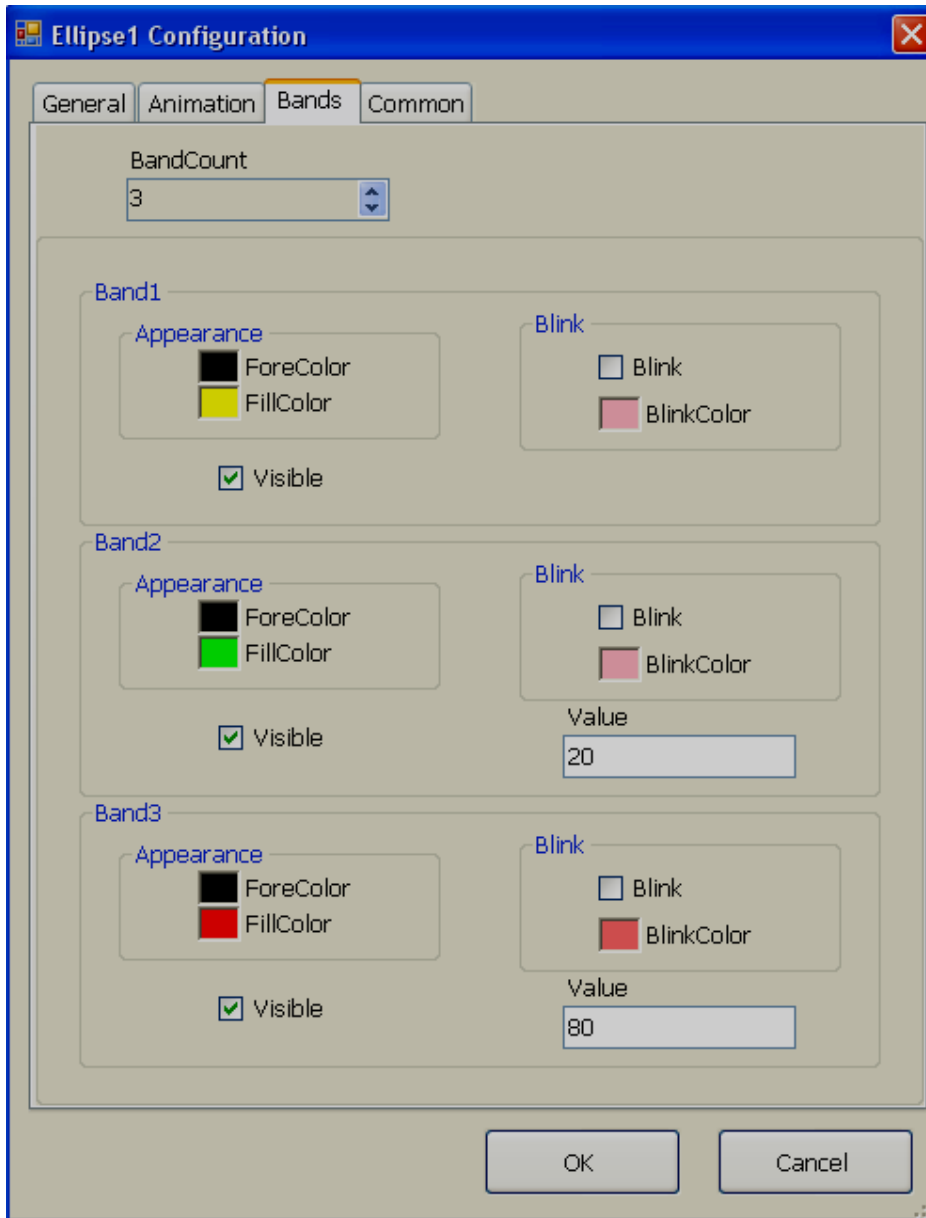 Ellipse1 Configuration
General Animation Bands Common
BandCount
3
Band1
Appearance
ForeColor
FillColor
Visible
Blink
Blink
BlinkColor
Band2
Appearance
ForeColor
FillColor
Visible
Blink
Blink
BlinkColor
Value
20
Band3
Appearance
ForeColor
FillColor
Visible
Blink
Blink
BlinkColor
Value
80
OK Cancel